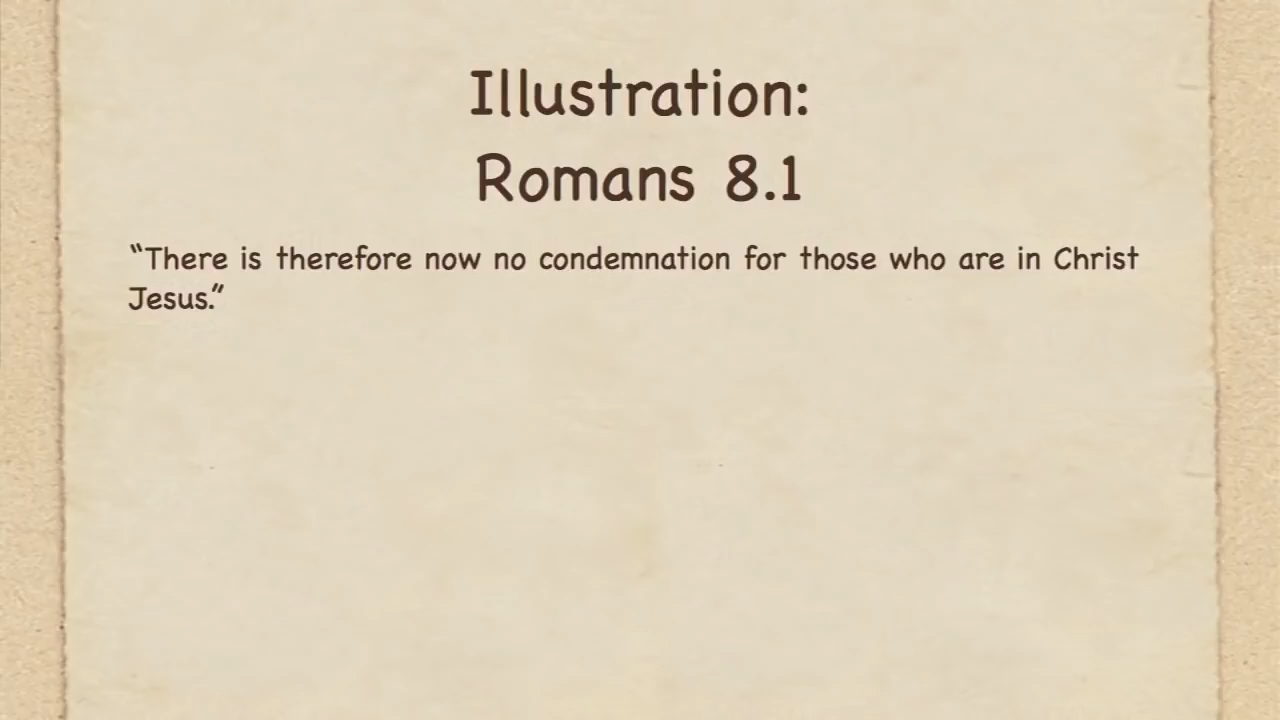 Illustration:
Romans 8.1
“There is therefore now no condemnation for those who are in Christ
Jesus.”